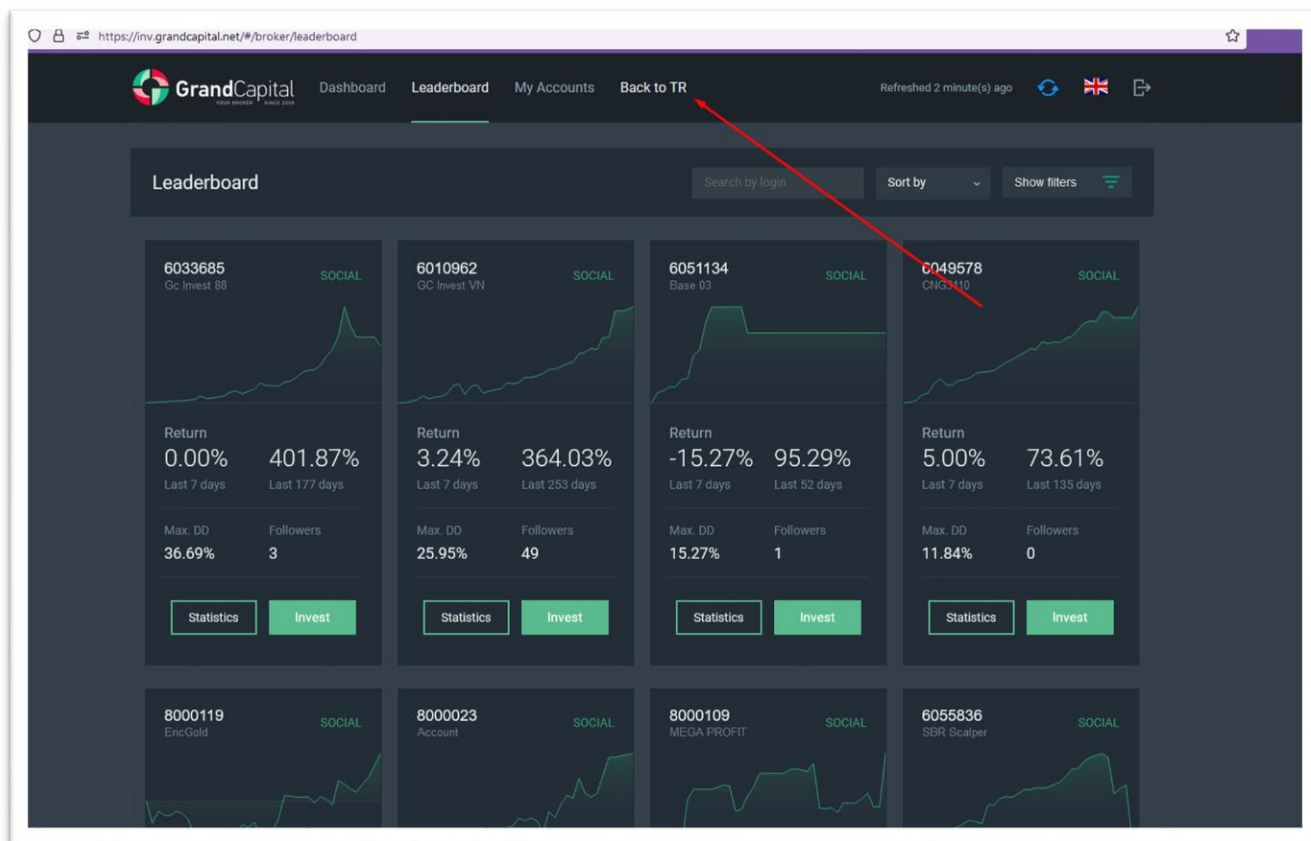 https://inv.grandcapital.net/#/broker/leaderboard
GrandCapital
YOUR BROKER SINCE 2006
Dashboard
Leaderboard
My Accounts
Back to TR
Refreshed 2 minute(s) ago
Leaderboard
Search by login
Sort by
Show filters
6033685
SOCIAL
Gc Invest 88
Return
0.00% 401.87%
Last 7 days Last 177 days
Max. DD Followers
36.69% 3
Statistics Invest
6010962
SOCIAL
GC Invest VN
Return
3.24% 364.03%
Last 7 days Last 253 days
Max. DD Followers
25.95% 49
Statistics Invest
6051134
SOCIAL
Base 03
Return
-15.27% 95.29%
Last 7 days Last 52 days
Max. DD Followers
15.27% 1
Statistics Invest
6049578
SOCIAL
CNG3110
Return
5.00% 73.61%
Last 7 days Last 135 days
Max. DD Followers
11.84% 0
Statistics Invest
8000119
SOCIAL
EricGold
8000023
SOCIAL
Account
8000109
SOCIAL
MEGA PROFIT
6055836
SOCIAL
SBR Scalper